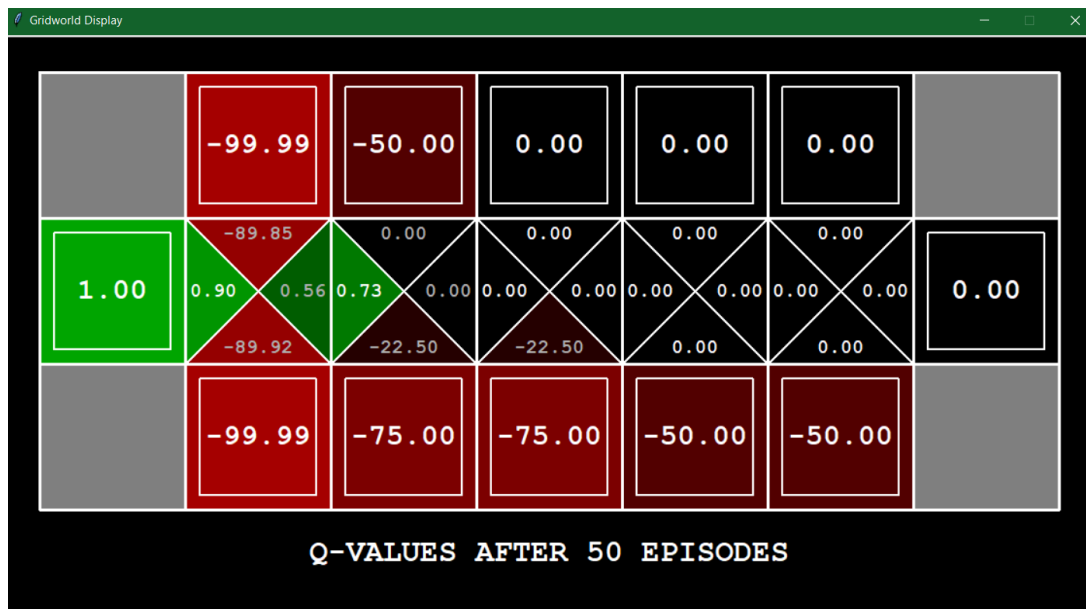 Gridworld Display
-99.99 -50.00 0.00 0.00 0.00
-89.85 0.00 0.00 0.00 0.00
1.00 0.90 0.56 0.73 0.00 0.00 0.00 0.00 0.00 0.00 0.00 0.00
-89.92 -22.50 -22.50 0.00 0.00
-99.99 -75.00 -75.00 -50.00 -50.00
Q-VALUES AFTER 50 EPISODES